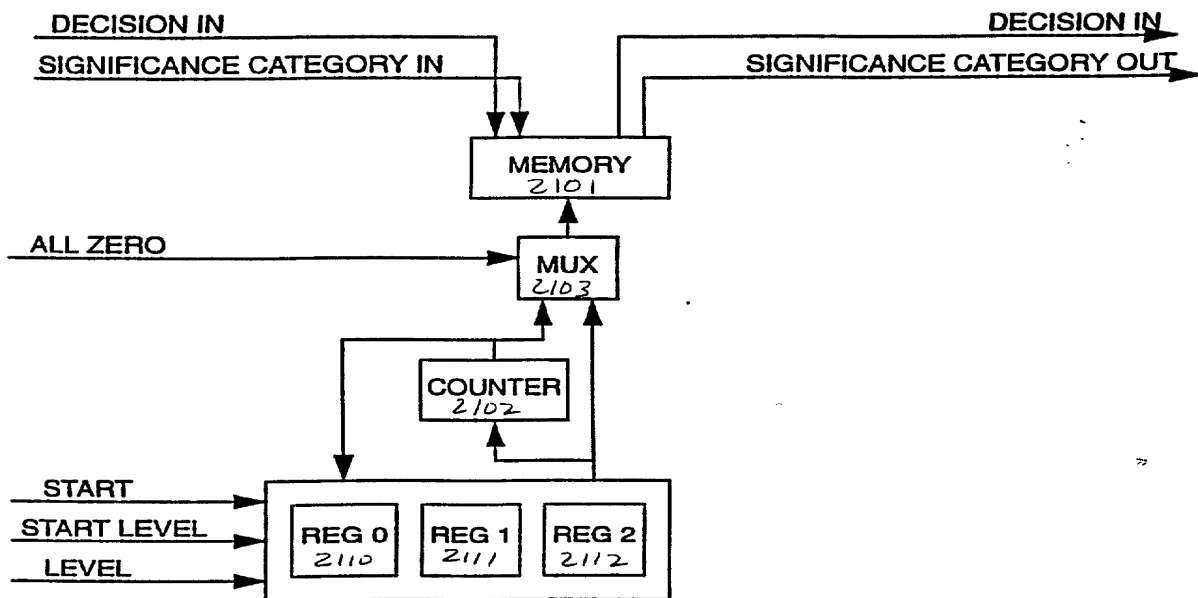 DECISION IN
DECISION IN
SIGNIFICANCE CATEGORY IN
SIGNIFICANCE CATEGORY OUT
MEMORY
2101
ALL ZERO
MUX
2103
COUNTER
2102
START
START LEVEL
LEVEL
REG 0
REG 1
REG 2
2110
2111
2112